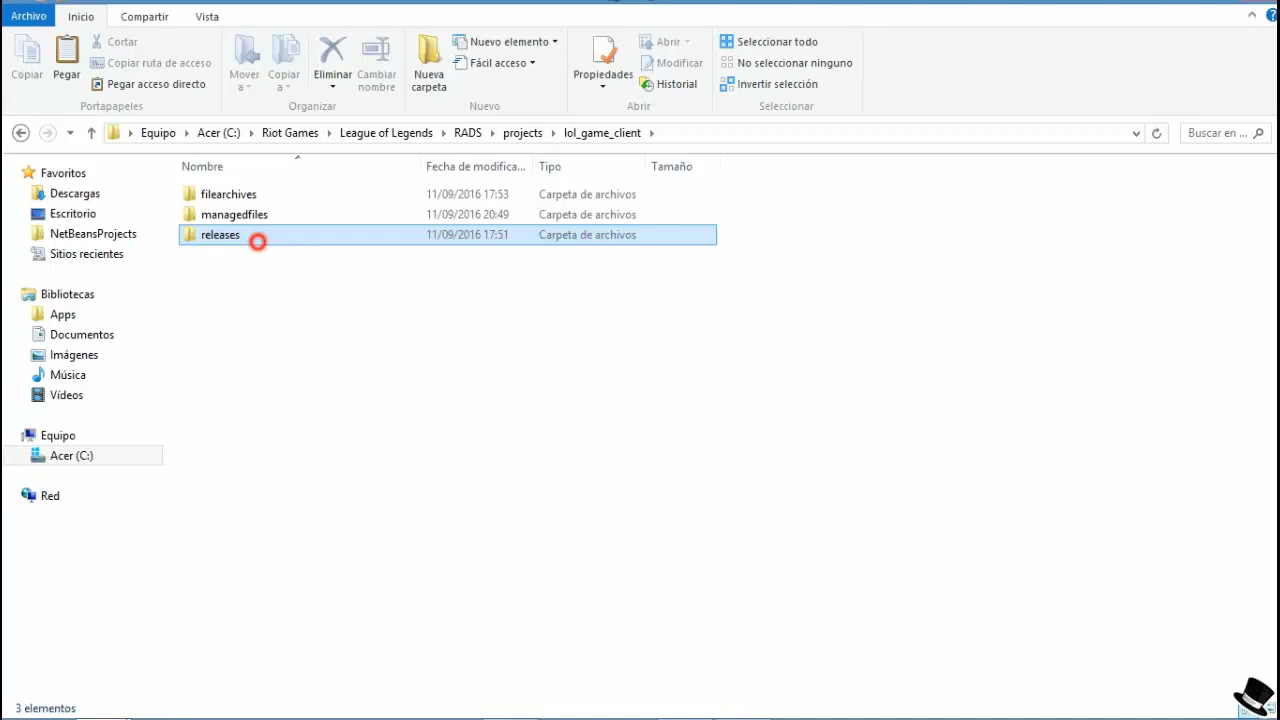 Archivo Inicio Compartir Vista
Copiar
Pegar
Cortar
Copiar ruta de acceso
Pegar acceso directo
Portapapeles
Mover a
Copiar a
Eliminar
Cambiar nombre
Organizar
Nueva carpeta
Nuevo elemento
Fácil acceso
Nuevo
Propiedades
Abrir
Modificar
Historial
Abrir
Seleccionar todo
No seleccionar ninguno
Invertir selección
Seleccionar
Equipo Acer (C:) Riot Games League of Legends RADS projects lol_game_client
Buscar en ...
Favoritos
Descargas
Escritorio
NetBeansProjects
Sitios recientes
Bibliotecas
Apps
Documentos
Imágenes
Música
Vídeos
Equipo
Acer (C:)
Red
Nombre Fecha de modifica... Tipo Tamaño
filearchives 11/09/2016 17:53 Carpeta de archivos
managedfiles 11/09/2016 20:49 Carpeta de archivos
releases 11/09/2016 17:51 Carpeta de archivos
3 elementos